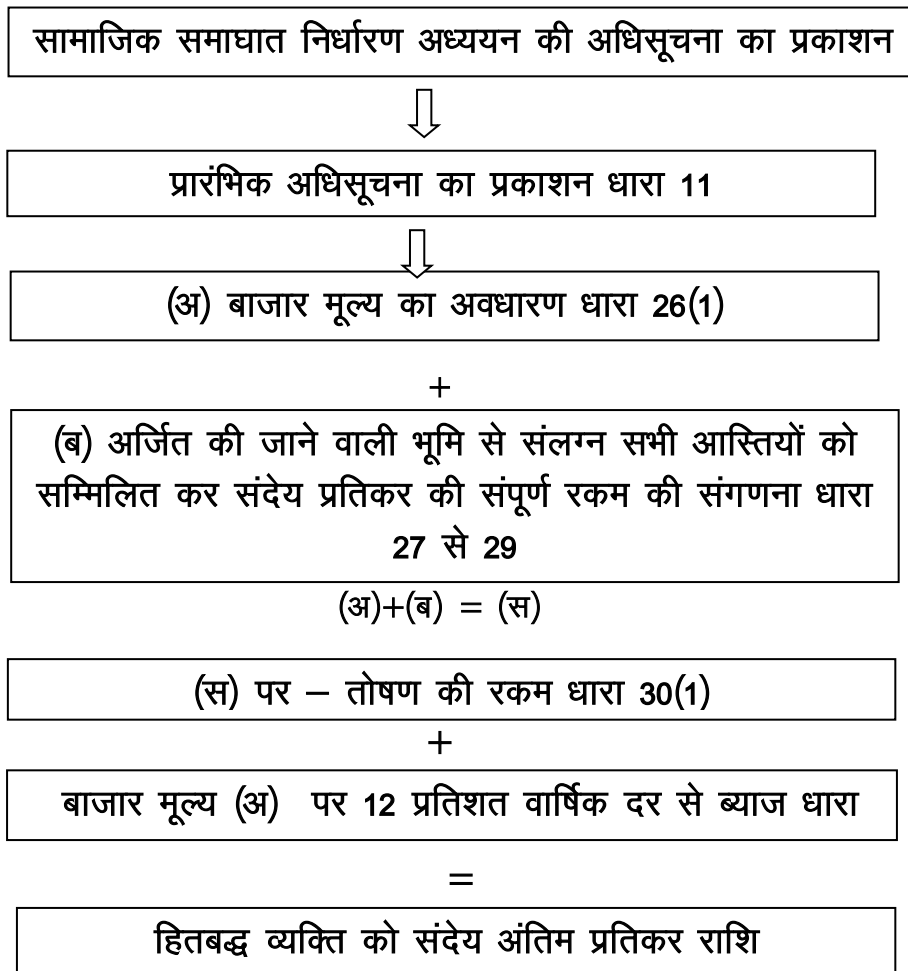 सामाजिक समाघात निर्धारण अध्ययन की अधिसूचना का प्रकाशन
प्रारंभिक अधिसूचना का प्रकाशन धारा 11
(अ) बाजार मूल्य का अवधारण धारा 26(1)
+
(ब) अर्जित की जाने वाली भूमि से संलग्न सभी आस्तियों को
सम्मिलित कर संदेय प्रतिकर की संपूर्ण रकम की संगणना धारा
27 से 29
(अ)+(ब) = (स)
(स) पर – तोषण की रकम धारा 30(1)
+
बाजार मूल्य (अ) पर 12 प्रतिशत वार्षिक दर से ब्याज धारा
=
हितबद्ध व्यक्ति को संदेय अंतिम प्रतिकर राशि